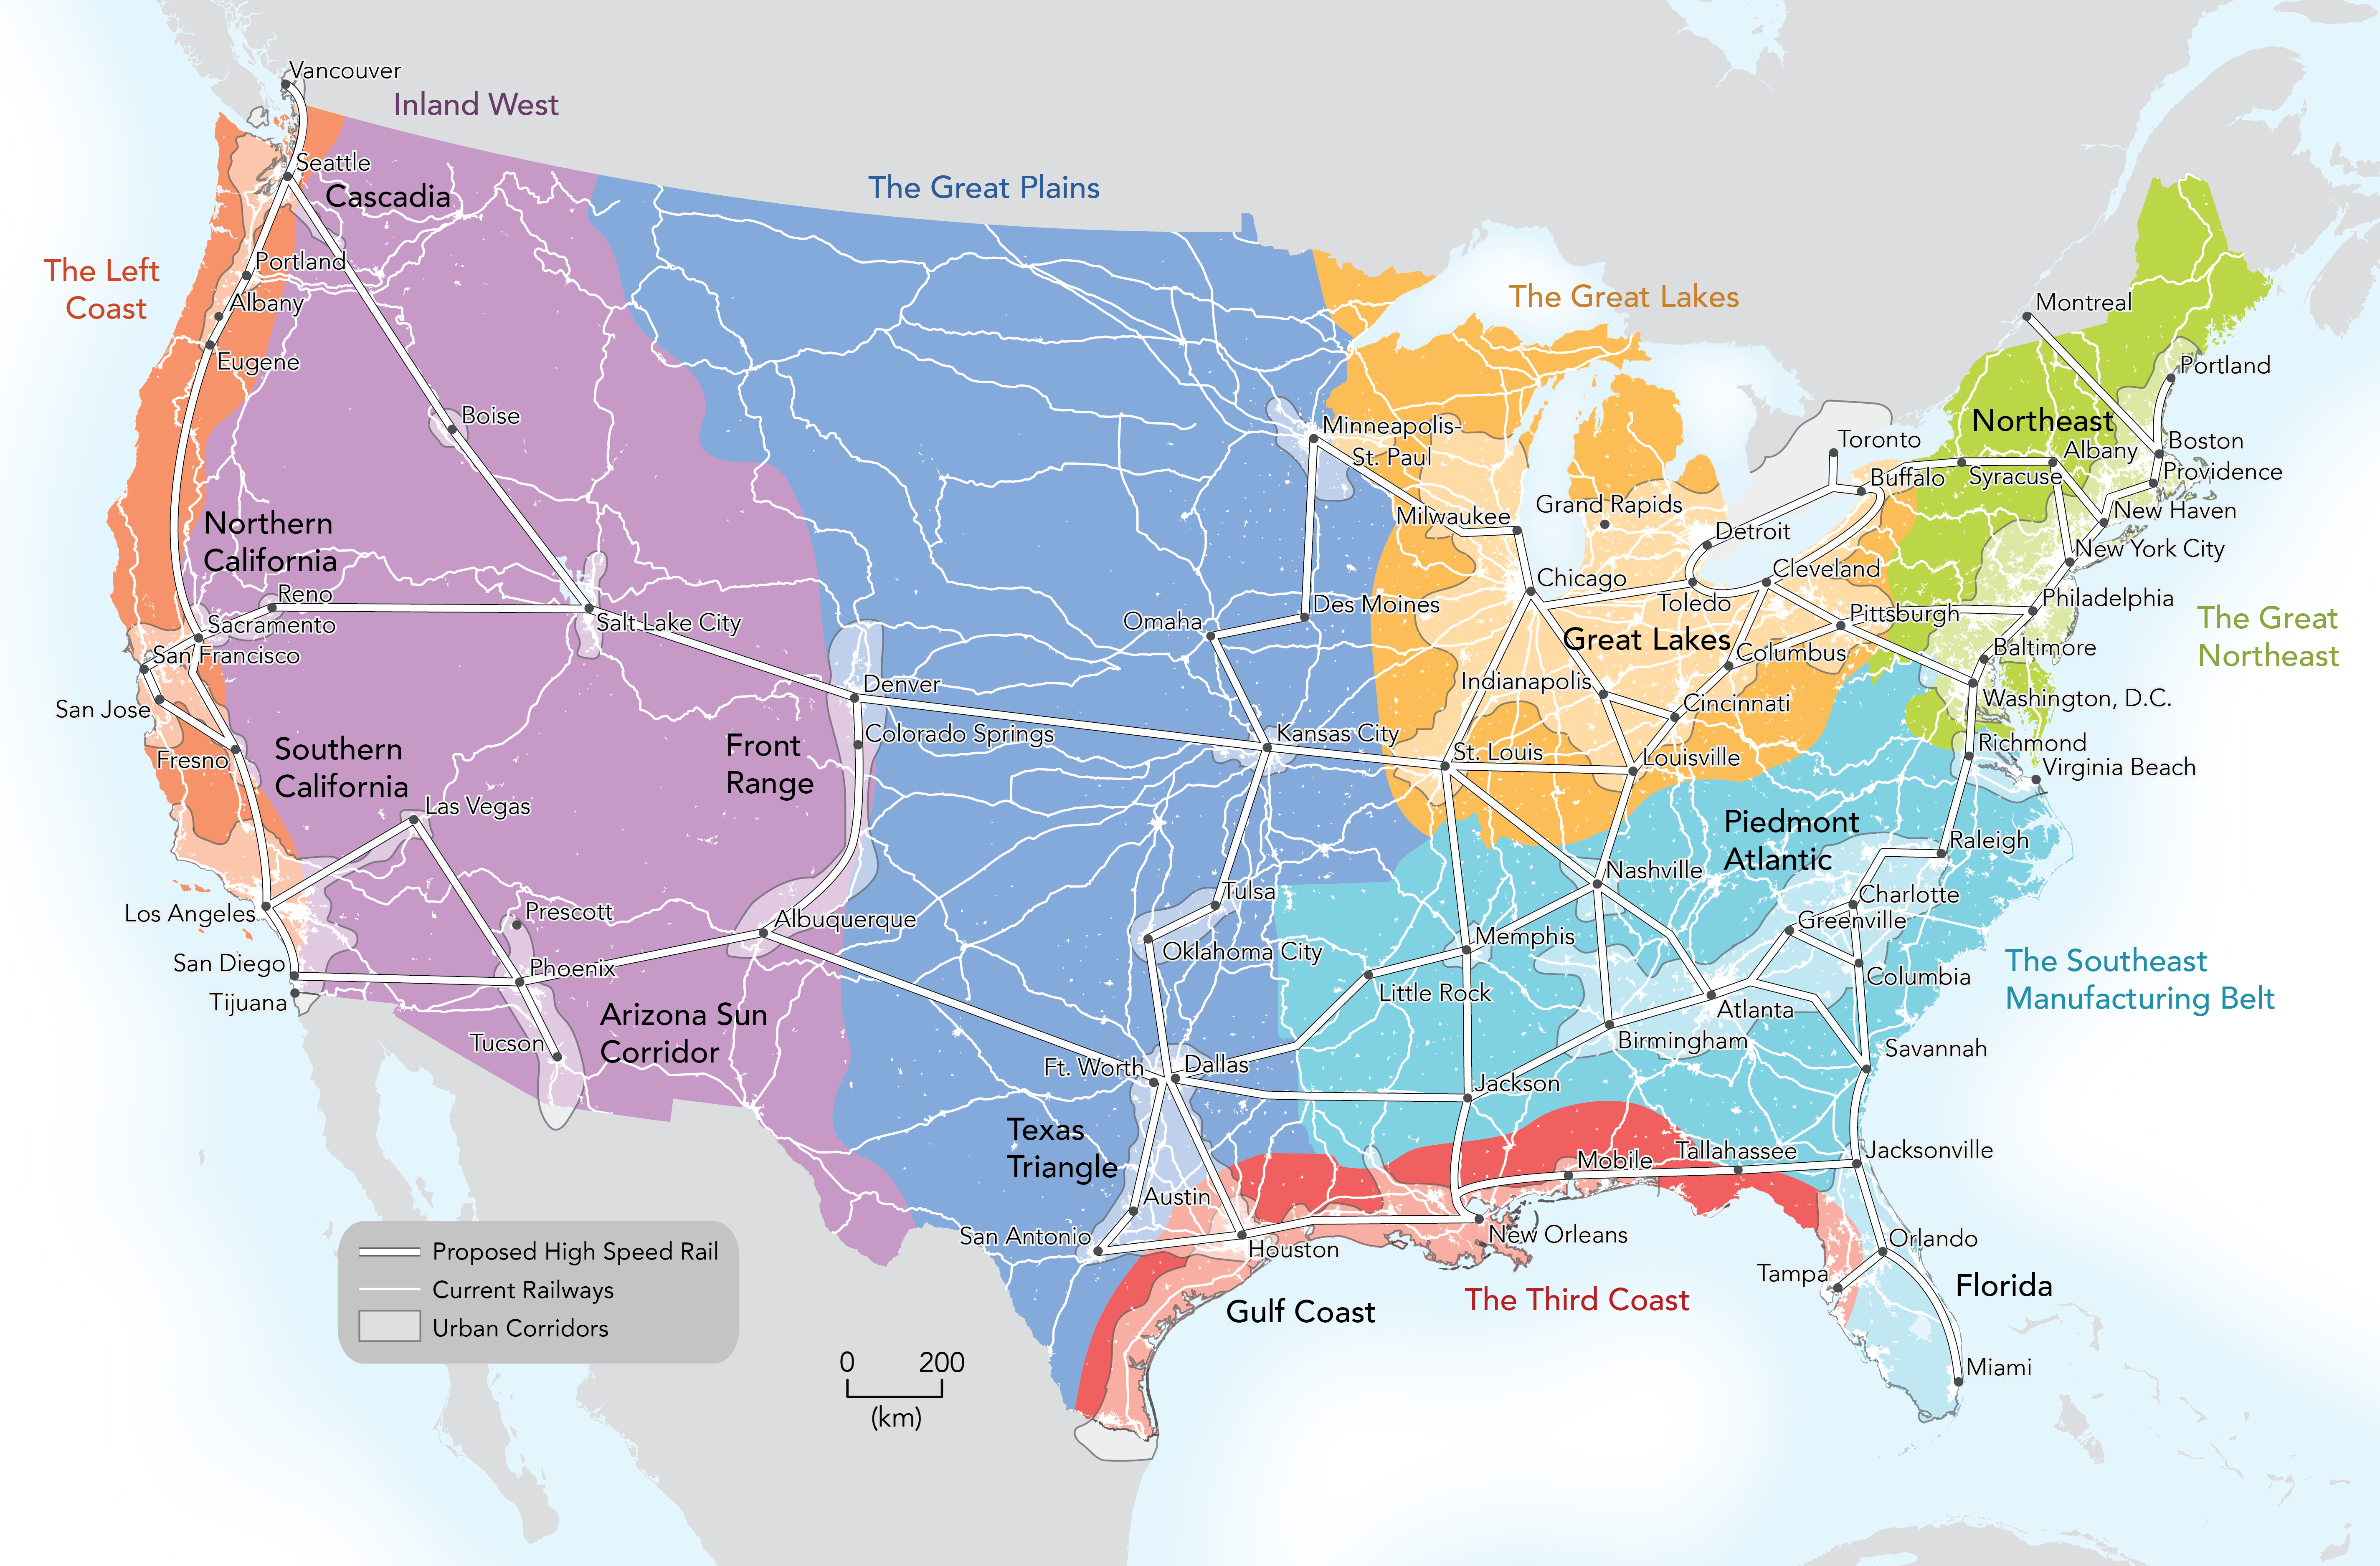 Vancouver
Inland West
Seattle
Cascadia
The Great Plains
The Left
Coast
Portland
Albany
Eugene
The Great Lakes
Montreal
Portland
Boise
Minneapolis-
St. Paul
Northeast
Toronto
Albany
Boston
Buffalo
Syracuse
Providence
Grand Rapids
Milwaukee
New Haven
Northern
California
Detroit
New York City
Chicago
Cleveland
Reno
Toledo
Philadelphia
Des Moines
Omaha
Pittsburgh
The Great
Northeast
Sacramento
Salt Lake City
Great Lakes
Columbus
Baltimore
San Francisco
Denver
Indianapolis
Washington, D.C.
San Jose
Cincinnati
Colorado Springs
Kansas City
Front
Range
St. Louis
Louisville
Richmond
Virginia Beach
Southern
California
Fresno
Las Vegas
Piedmont
Atlantic
Raleigh
Nashville
Tulsa
Charlotte
Los Angeles
Prescott
Albuquerque
Greenville
Oklahoma City
Memphis
The Southeast
Manufacturing Belt
San Diego
Phoenix
Columbia
Tijuana
Little Rock
Arizona Sun
Corridor
Atlanta
Tucson
Birmingham
Savannah
Ft. Worth
Dallas
Jackson
Texas
Triangle
Mobile
Tallahassee
Jacksonville
Austin
San Antonio
Houston
New Orleans
Orlando
Tampa
Florida
The Third Coast
Gulf Coast
Miami
Proposed High Speed Rail
Current Railways
Urban Corridors
0 200
(km)